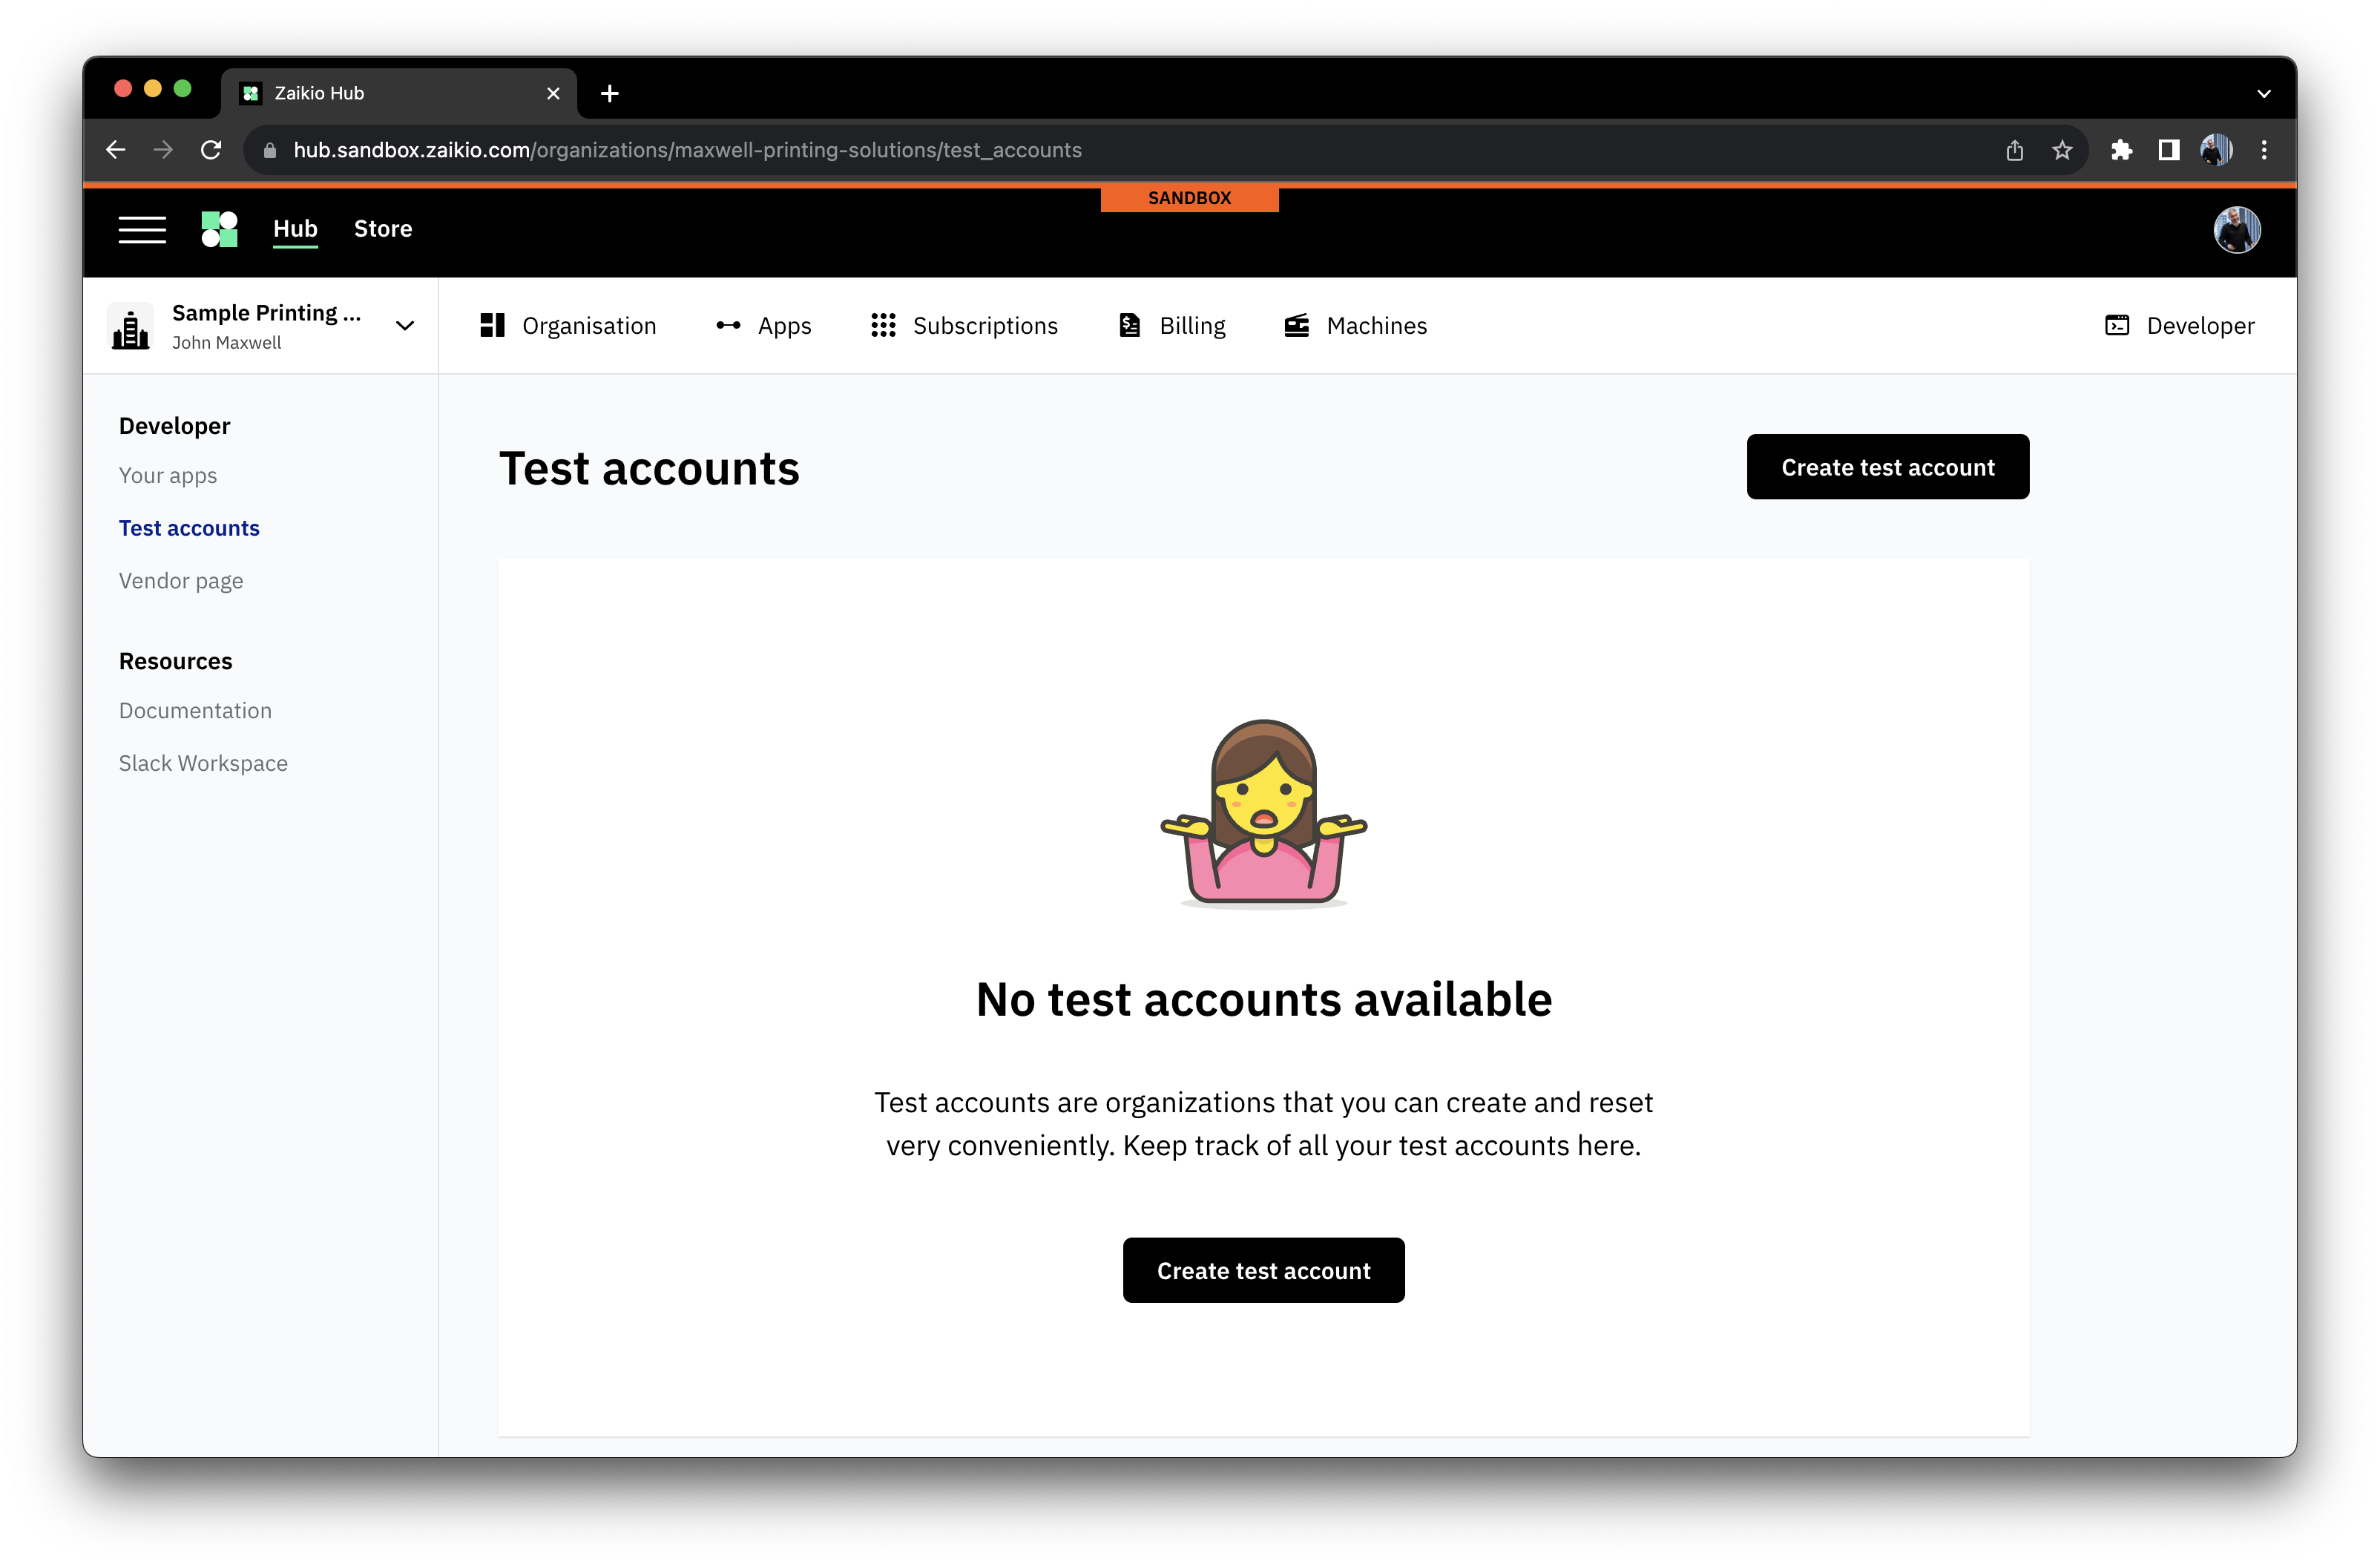 Zaikio Hub
hub.sandbox.zaikio.com/organizations/maxwell-printing-solutions/test_accounts
SANDBOX
Hub
Store
Sample Printing ...
John Maxwell
Organisation
Apps
Subscriptions
Billing
Machines
Developer
Developer
Your apps
Test accounts
Vendor page
Resources
Documentation
Slack Workspace
Test accounts
Create test account
No test accounts available
Test accounts are organizations that you can create and reset
very conveniently. Keep track of all your test accounts here.
Create test account